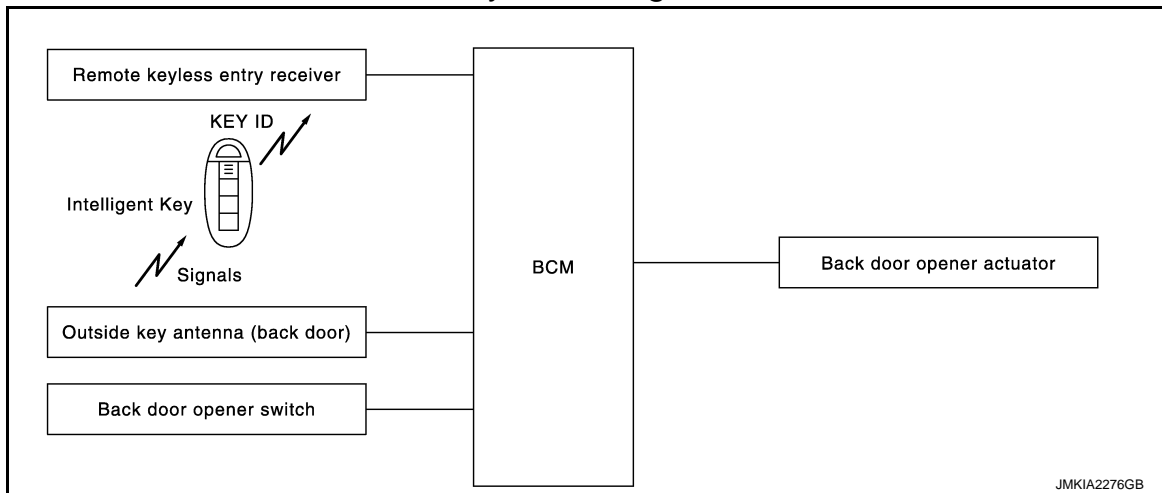 Remote keyless entry receiver
KEY ID
Intelligent Key
Signals
BCM
Back door opener actuator
Outside key antenna (back door)
Back door opener switch
JMKIA2276GB